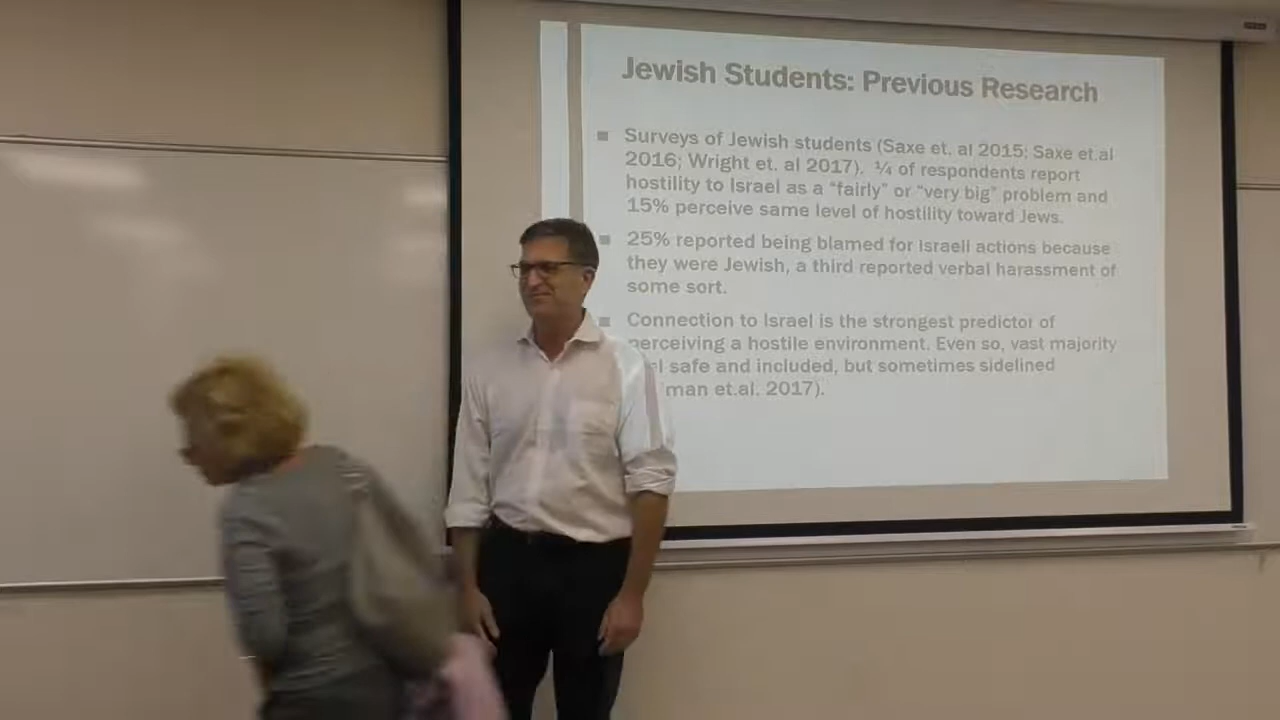 Jewish Students: Previous Research
Surveys of Jewish students (Saxe et. al 2015; Saxe et.al
2016; Wright et. al 2017). ¼ of respondents report
hostility to Israel as a "fairly" or "very big" problem and
15% perceive same level of hostility toward Jews.
25% reported being blamed for Israeli actions because
they were Jewish, a third reported verbal harassment of
some sort.
Connection to Israel is the strongest predictor of
perceiving a hostile environment. Even so, vast majority
safe and included, but sometimes sidelined
et.al. 2017).